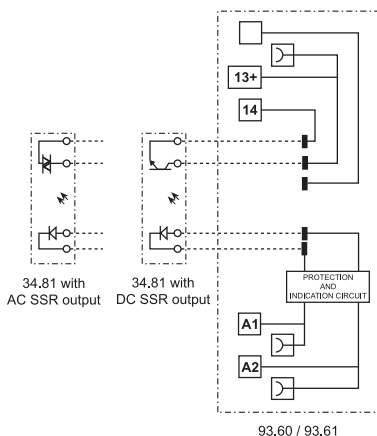 13+
14
PROTECTION
AND
INDICATION CIRCUIT
A1
A2
34.81 with
AC SSR output
34.81 with
DC SSR output
93.60 / 93.61